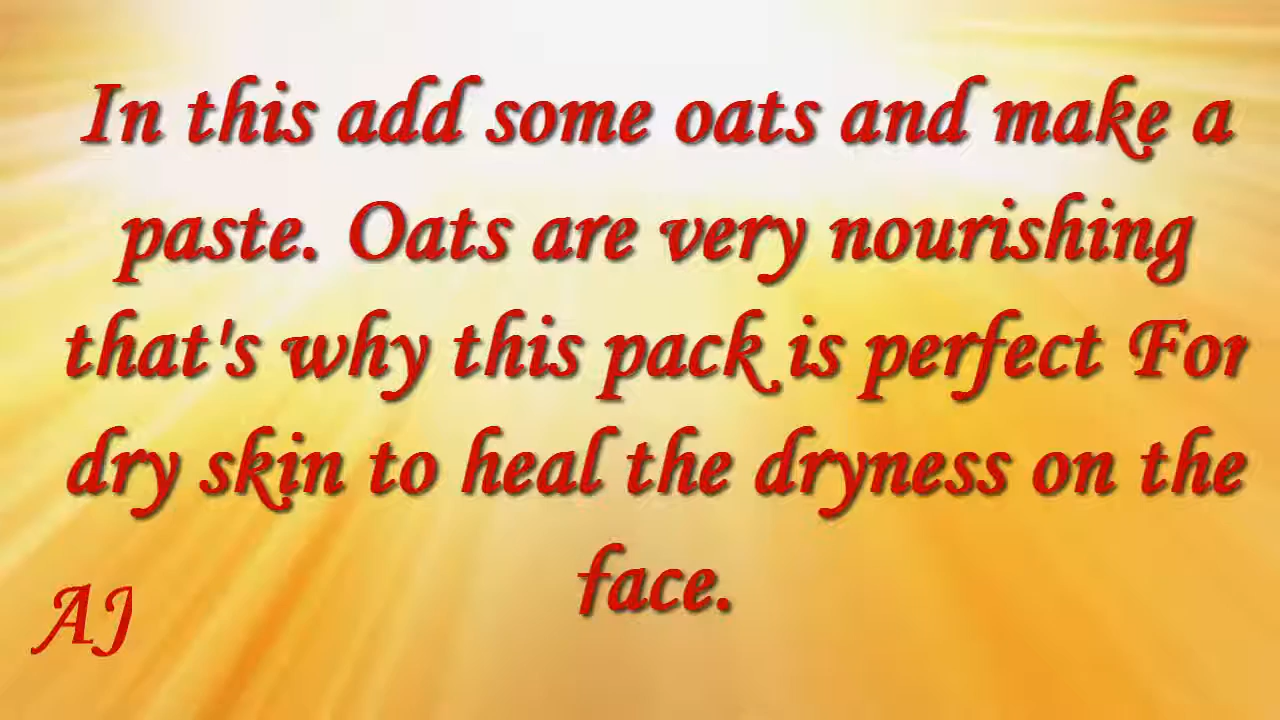 In this add some oats and make a
paste. Oats are very nourishing
that's why this pack is perfect For
dry skin to heal the dryness on the
face.
AJ